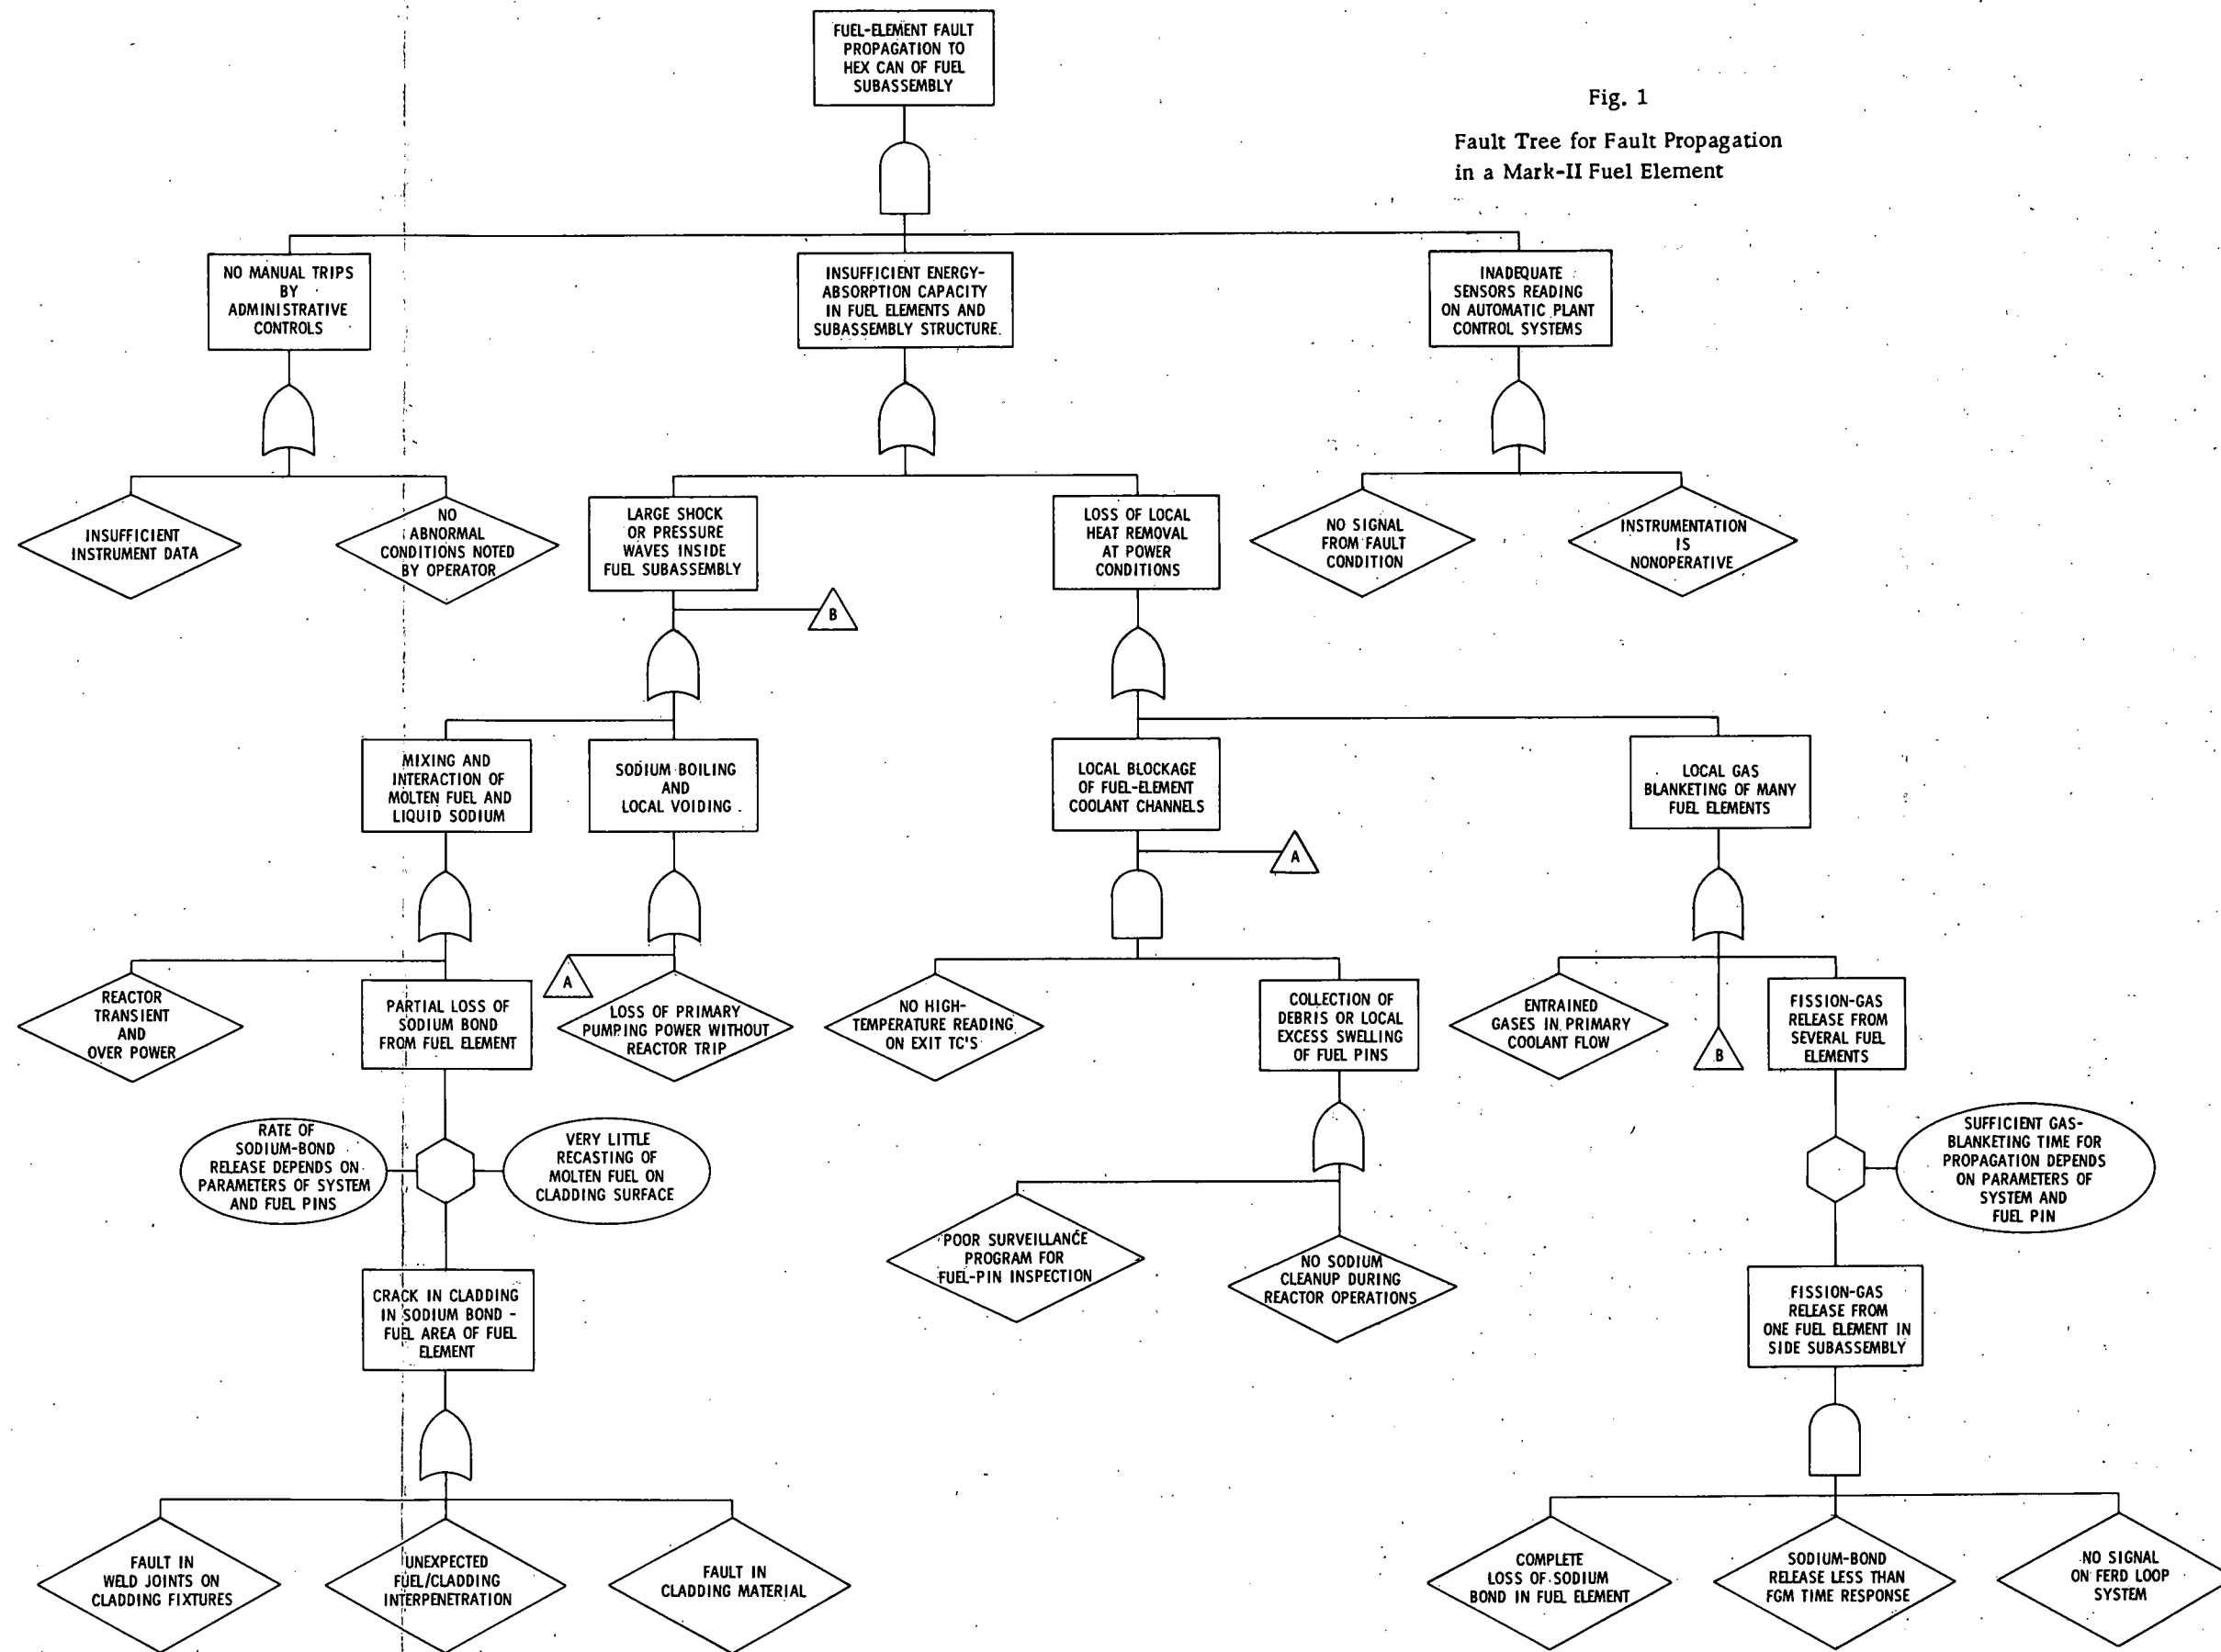 FUEL-ELEMENT FAULT
PROPAGATION TO
HEX CAN OF FUEL
SUBASSEMBLY
Fig. 1
Fault Tree for Fault Propagation
in a Mark-II Fuel Element
NO MANUAL TRIPS
BY
ADMINISTRATIVE
CONTROLS
INSUFFICIENT ENERGY-
ABSORPTION CAPACITY
IN FUEL ELEMENTS AND
SUBASSEMBLY STRUCTURE.
INADEQUATE
SENSORS READING
ON AUTOMATIC PLANT
CONTROL SYSTEMS
INSUFFICIENT
INSTRUMENT DATA
NO
ABNORMAL
CONDITIONS NOTED
BY OPERATOR
LARGE SHOCK
OR PRESSURE
WAVES INSIDE
FUEL SUBASSEMBLY
LOSS OF LOCAL
HEAT REMOVAL
AT POWER
CONDITIONS
NO SIGNAL
FROM FAULT
CONDITION
INSTRUMENTATION
IS
NONOPERATIVE
B
MIXING AND
INTERACTION OF
MOLTEN FUEL AND
LIQUID SODIUM
SODIUM BOILING
AND
LOCAL VOIDING
LOCAL BLOCKAGE
OF FUEL-ELEMENT
COOLANT CHANNELS
LOCAL GAS
BLANKETING OF MANY
FUEL ELEMENTS
A
REACTOR
TRANSIENT
AND
OVER POWER
PARTIAL LOSS OF
SODIUM BOND
FROM FUEL ELEMENT
A
LOSS OF PRIMARY
PUMPING POWER WITHOUT
REACTOR TRIP
NO HIGH-
TEMPERATURE READING
ON EXIT TC'S
COLLECTION OF
DEBRIS OR LOCAL
EXCESS SWELLING
OF FUEL PINS
ENTRAINED
GASES IN PRIMARY
COOLANT FLOW
B
FISSION-GAS
RELEASE FROM
SEVERAL FUEL
ELEMENTS
RATE OF
SODIUM-BOND
RELEASE DEPENDS ON
PARAMETERS OF SYSTEM
AND FUEL PINS
VERY LITTLE
RECASTING OF
MOLTEN FUEL ON
CLADDING SURFACE
SUFFICIENT GAS-
BLANKETING TIME FOR
PROPAGATION DEPENDS
ON PARAMETERS OF
SYSTEM AND
FUEL PIN
POOR SURVEILLANCE
PROGRAM FOR
FUEL-PIN INSPECTION
NO SODIUM
CLEANUP DURING
REACTOR OPERATIONS
CRACK IN CLADDING
IN SODIUM BOND -
FUEL AREA OF FUEL
ELEMENT
FISSION-GAS
RELEASE FROM
ONE FUEL ELEMENT IN
SIDE SUBASSEMBLY
FAULT IN
WELD JOINTS ON
CLADDING FIXTURES
UNEXPECTED
FUEL/CLADDING
INTERPENETRATION
FAULT IN
CLADDING MATERIAL
COMPLETE
LOSS OF SODIUM
BOND IN FUEL ELEMENT
SODIUM-BOND
RELEASE LESS THAN
FGM TIME RESPONSE
NO SIGNAL
ON FERD LOOP
SYSTEM